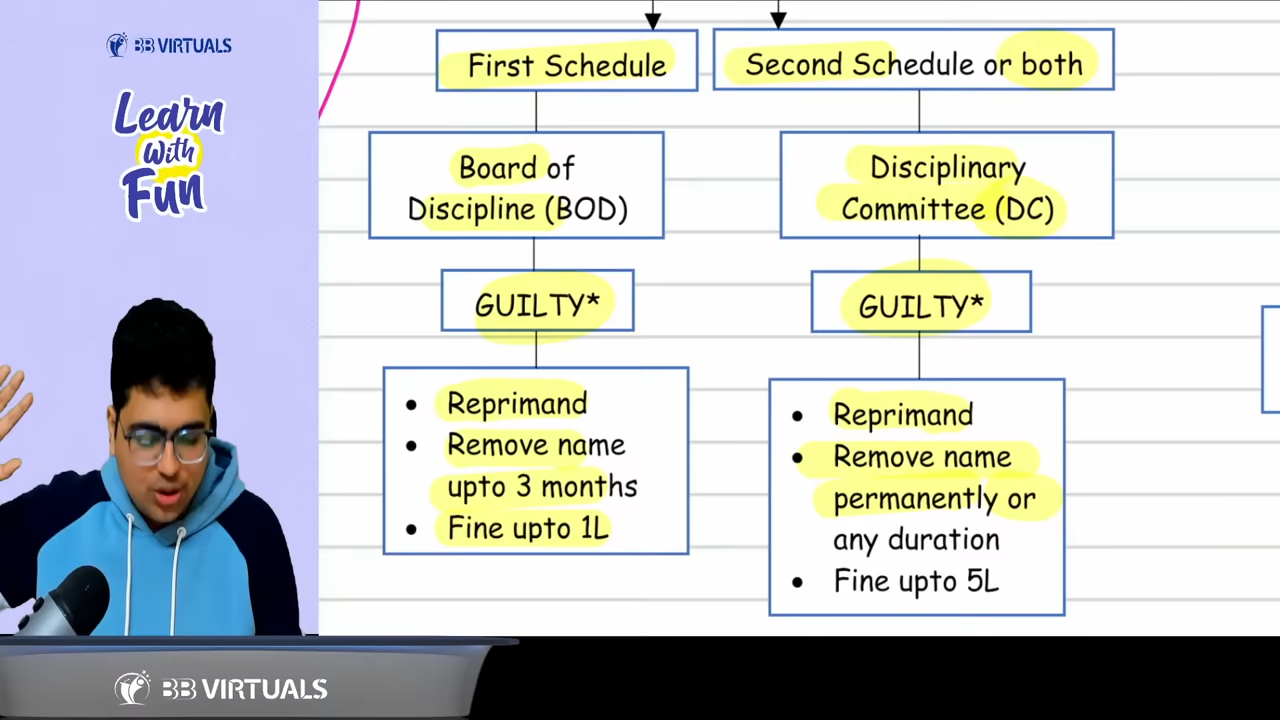 BB VIRTUALS
Learn
With
Fun
First Schedule
Board of
Discipline (BOD)
GUILTY*
• Reprimand
• Remove name
upto 3 months
• Fine upto 1L
Second Schedule or both
Disciplinary
Committee (DC)
GUILTY*
• Reprimand
• Remove name
permanently or
any duration
• Fine upto 5L
BB VIRTUALS